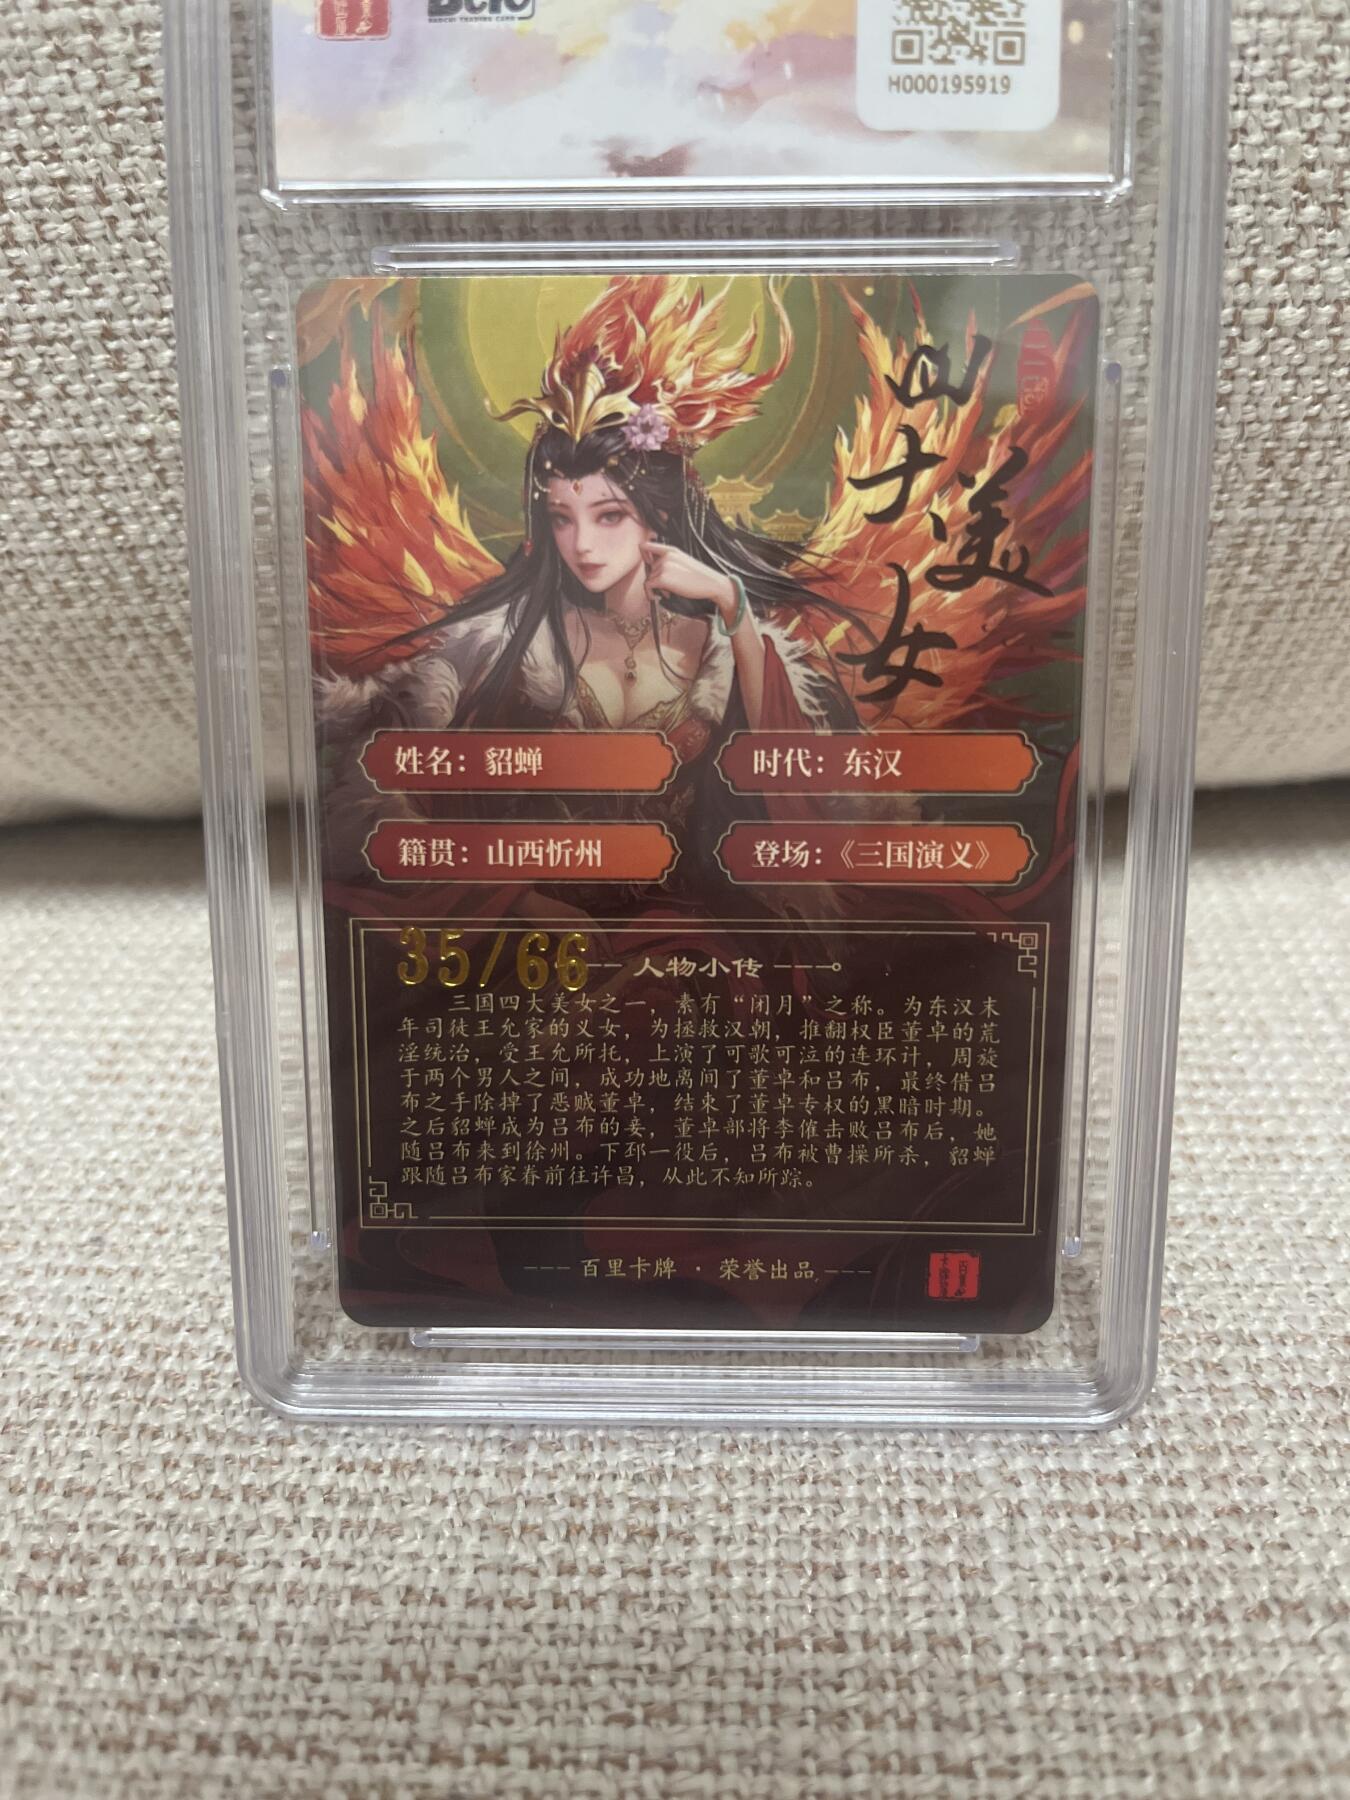 BAOCHI TRADING CARD
H000195919
四大美女
姓名：貂蝉
时代：东汉
籍贯：山西忻州
登场：《三国演义》
35/66
人物小传
三国四大美女之一，素有“闭月”之称。为东汉末
年司徒王允家的义女，为拯救汉朝，推翻权臣董卓的荒
淫统治，受王允所托，上演了可歌可泣的连环计，周旋
于两个男人之间，成功地离间了董卓和吕布，最终借吕
布之手除掉了恶贼董卓，结束了董卓专权的黑暗时期。
之后貂蝉成为吕布的妾，董卓部将李傕击败吕布后，她
随吕布来到徐州。下邳一役后，吕布被曹操所杀，貂蝉
跟随吕布家眷前往许昌，从此不知所踪。
百里卡牌 · 荣誉出品